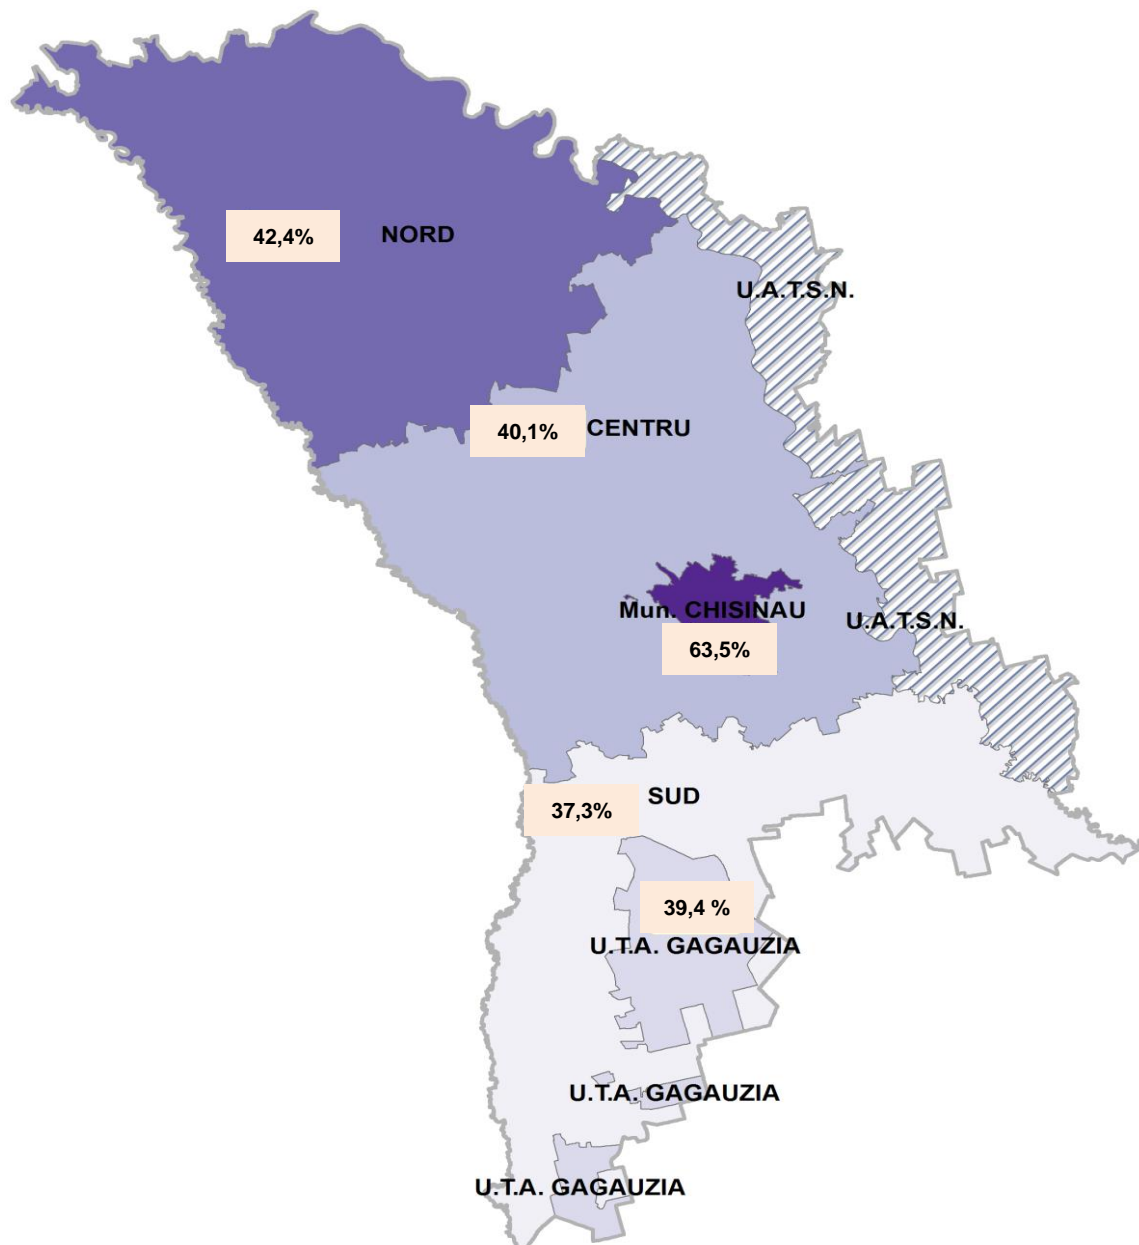 42,4%
NORD
U.A.T.S.N.
40,1%
CENTRU
Mun. CHISINAU
U.A.T.S.N.
63,5%
SUD
37,3%
39,4 %
U.T.A. GAGAUZIA
U.T.A. GAGAUZIA
U.T.A. GAGAUZIA